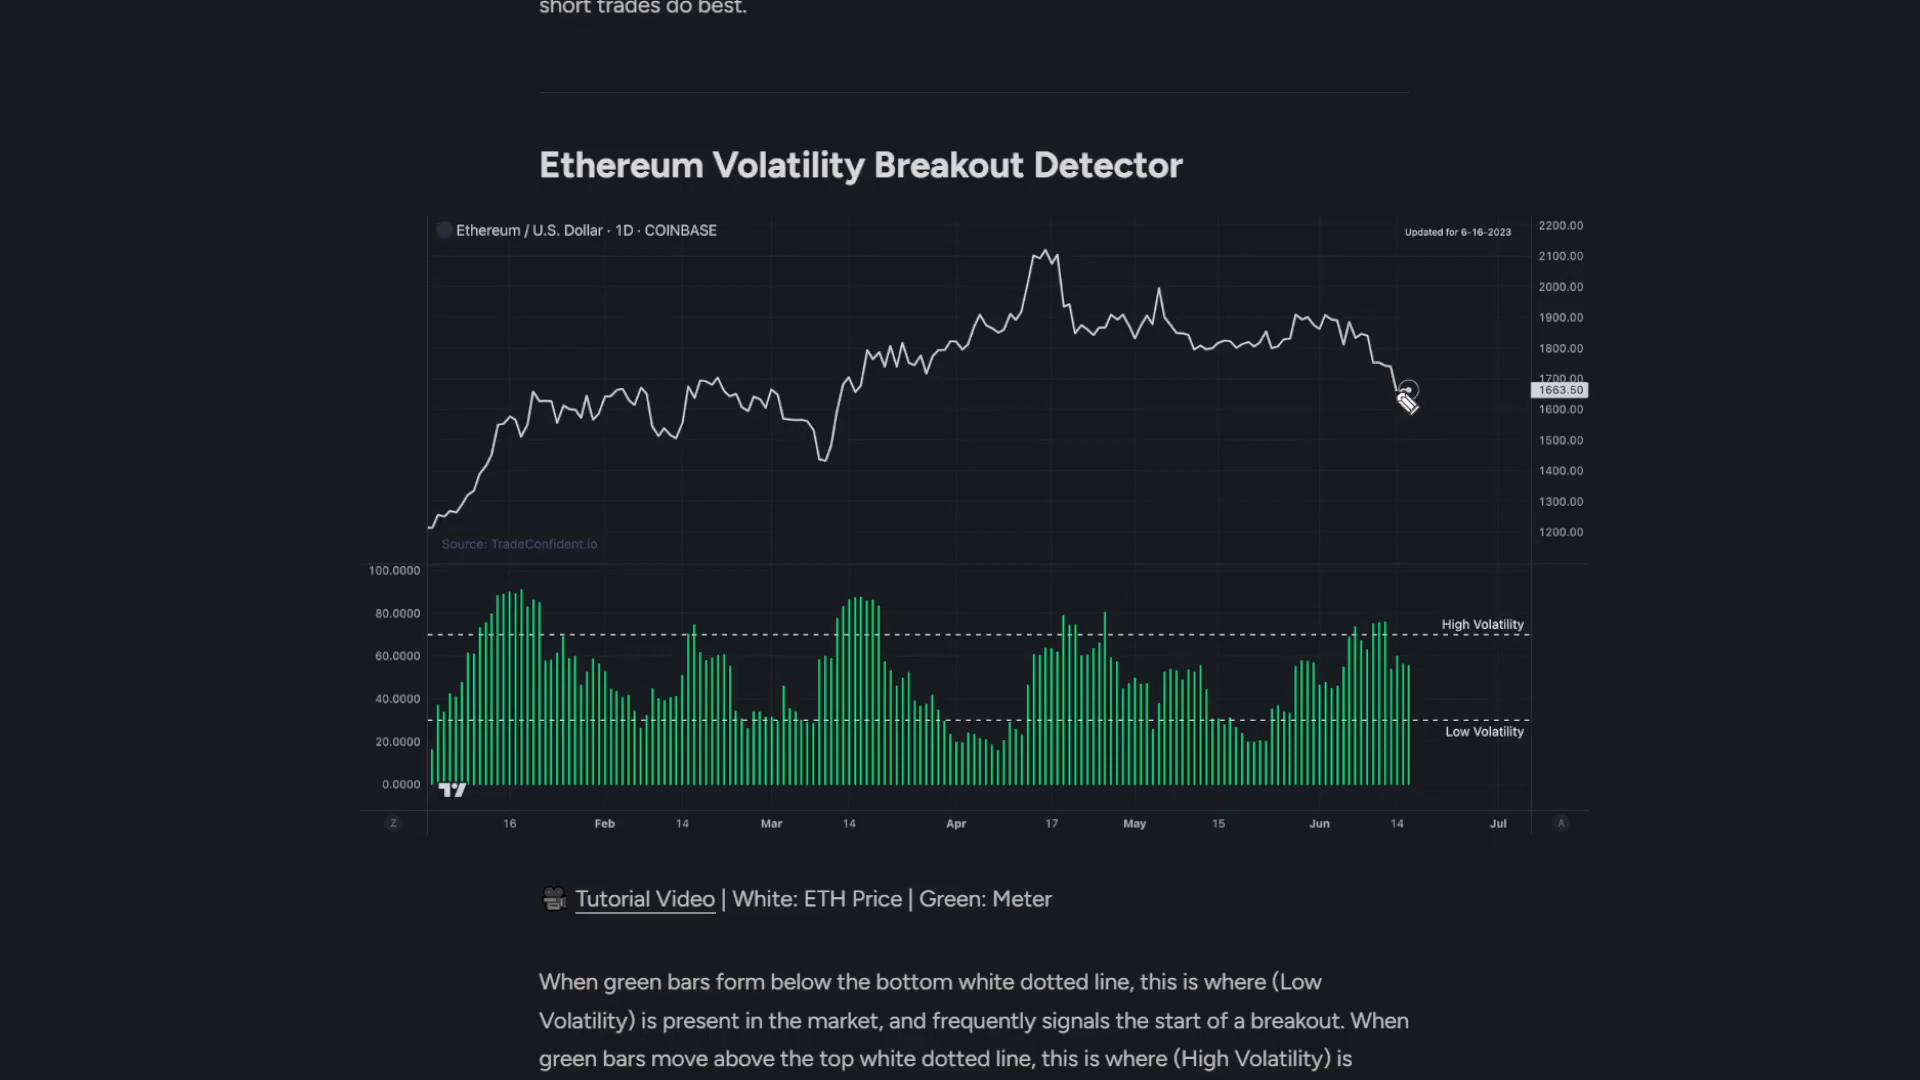 short trades do best.
Ethereum Volatility Breakout Detector
Ethereum / U.S. Dollar · 1D · COINBASE
Updated for 6-16-2023
2200.00
2100.00
2000.00
1900.00
1800.00
1700.00
1663.50
1600.00
1500.00
1400.00
1300.00
1200.00
Source: TradeConfident.io
100.0000
80.0000
60.0000
40.0000
20.0000
0.0000
High Volatility
Low Volatility
Z 16 Feb 14 Mar 14 Apr 17 May 15 Jun 14 Jul A
Tutorial Video | White: ETH Price | Green: Meter
When green bars form below the bottom white dotted line, this is where (Low
Volatility) is present in the market, and frequently signals the start of a breakout. When
green bars move above the top white dotted line, this is where (High Volatility) is